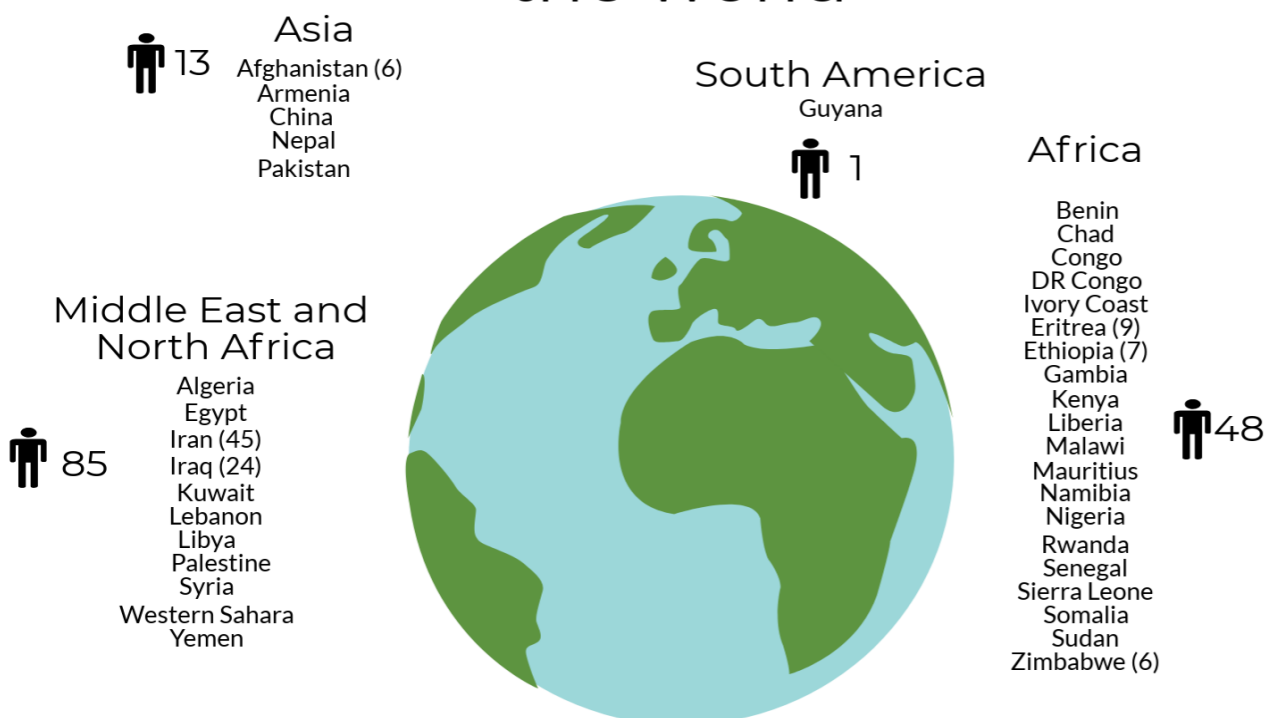 the World
Asia
13
Afghanistan (6)
Armenia
China
Nepal
Pakistan
South America
Guyana
1
Africa
Benin
Chad
Congo
DR Congo
Ivory Coast
Eritrea (9)
Ethiopia (7)
Gambia
Kenya
Liberia
Malawi
Mauritius
Namibia
Nigeria
Rwanda
Senegal
Sierra Leone
Somalia
Sudan
Zimbabwe (6)
48
Middle East and
North Africa
85
Algeria
Egypt
Iran (45)
Iraq (24)
Kuwait
Lebanon
Libya
Palestine
Syria
Western Sahara
Yemen